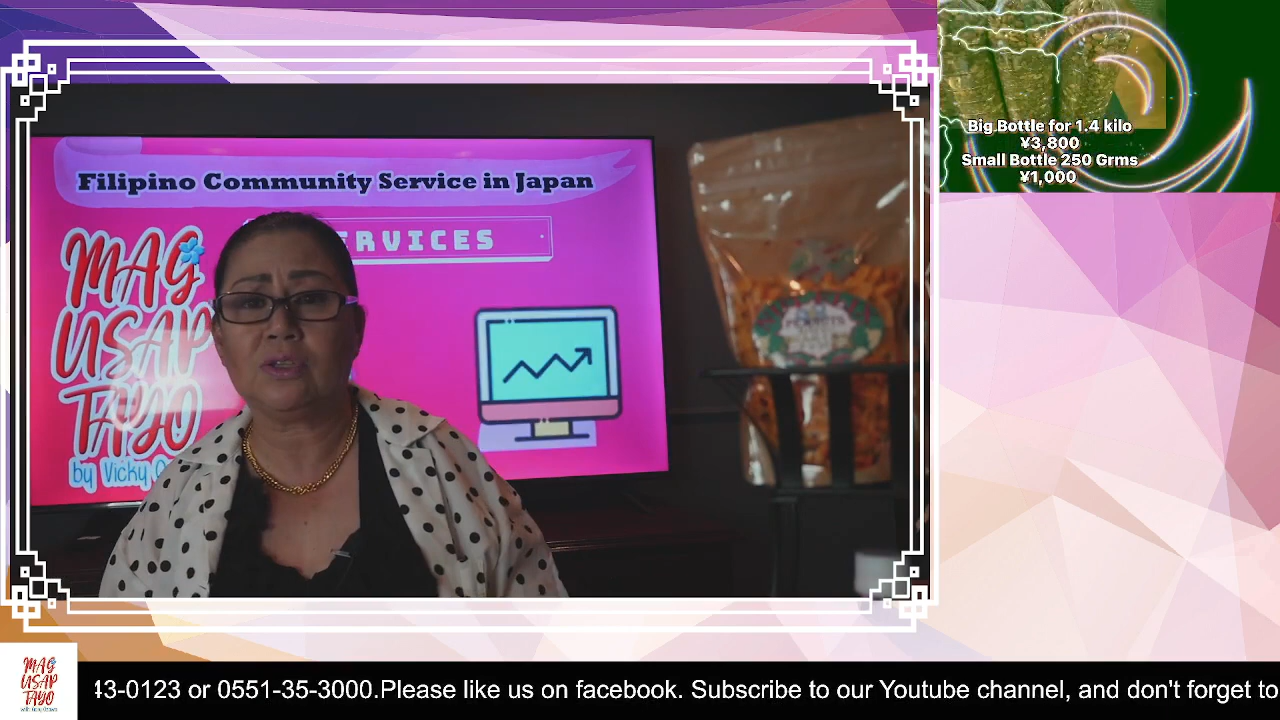 Filipino Community Service in Japan
ERVICES
MAG
USAP
TAYO
by Vicky O
PEANUTS
Big Bottle for 1.4 kilo
¥3,800
Small Bottle 250 Grms
¥1,000
MAG
USAP
TAYO
43-0123 or 0551-35-3000.Please like us on facebook. Subscribe to our Youtube channel, and don't forget to